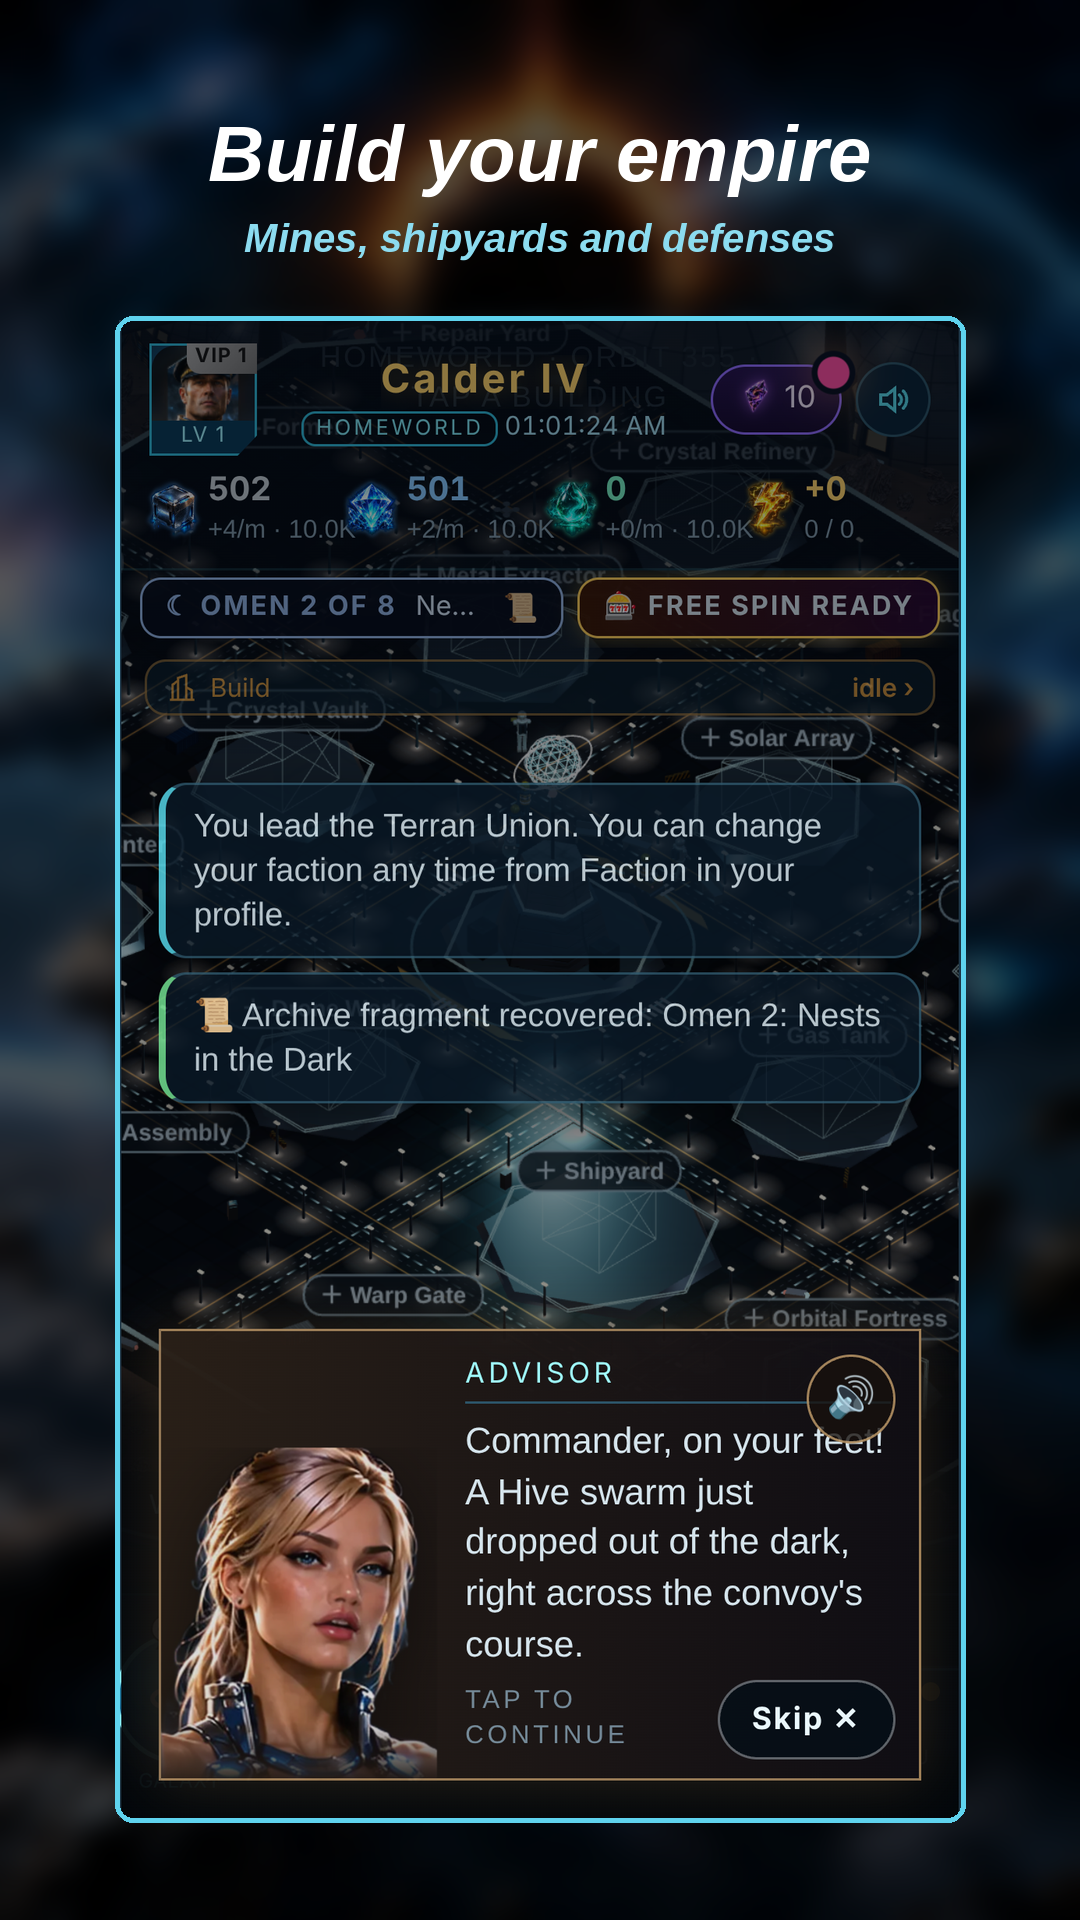 Build your empire
Mines, shipyards and defenses
+ Repair Yard
HOMEWORLD · ORBIT 355
VIP 1
Calder IV
TAP A BUILDING
10
LV 1
HOMEWORLD 01:01:24 AM
+ Crystal Refinery
502
501
0
+0
+4/m · 10.0K
+2/m · 10.0K
+0/m · 10.0K
0 / 0
+ Metal Extractor
OMEN 2 OF 8 Ne...
FREE SPIN READY
Build
idle ›
+ Crystal Vault
+ Solar Array
You lead the Terran Union. You can change
your faction any time from Faction in your
profile.
Archive fragment recovered: Omen 2: Nests
in the Dark
+ Gas Tank
Assembly
+ Shipyard
+ Warp Gate
+ Orbital Fortress
ADVISOR
Commander, on your feet!
A Hive swarm just
dropped out of the dark,
right across the convoy's
course.
TAP TO
CONTINUE
Skip ✕